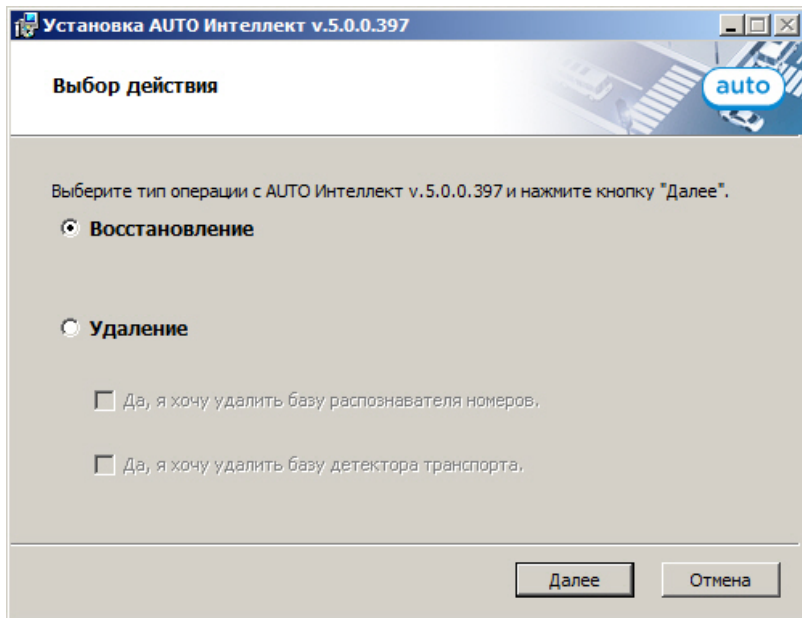 Установка AUTO Интеллект v.5.0.0.397
Выбор действия
auto
Выберите тип операции с AUTO Интеллект v.5.0.0.397 и нажмите кнопку "Далее".
Восстановление
Удаление
Да, я хочу удалить базу распознавателя номеров.
Да, я хочу удалить базу детектора транспорта.
Далее
Отмена